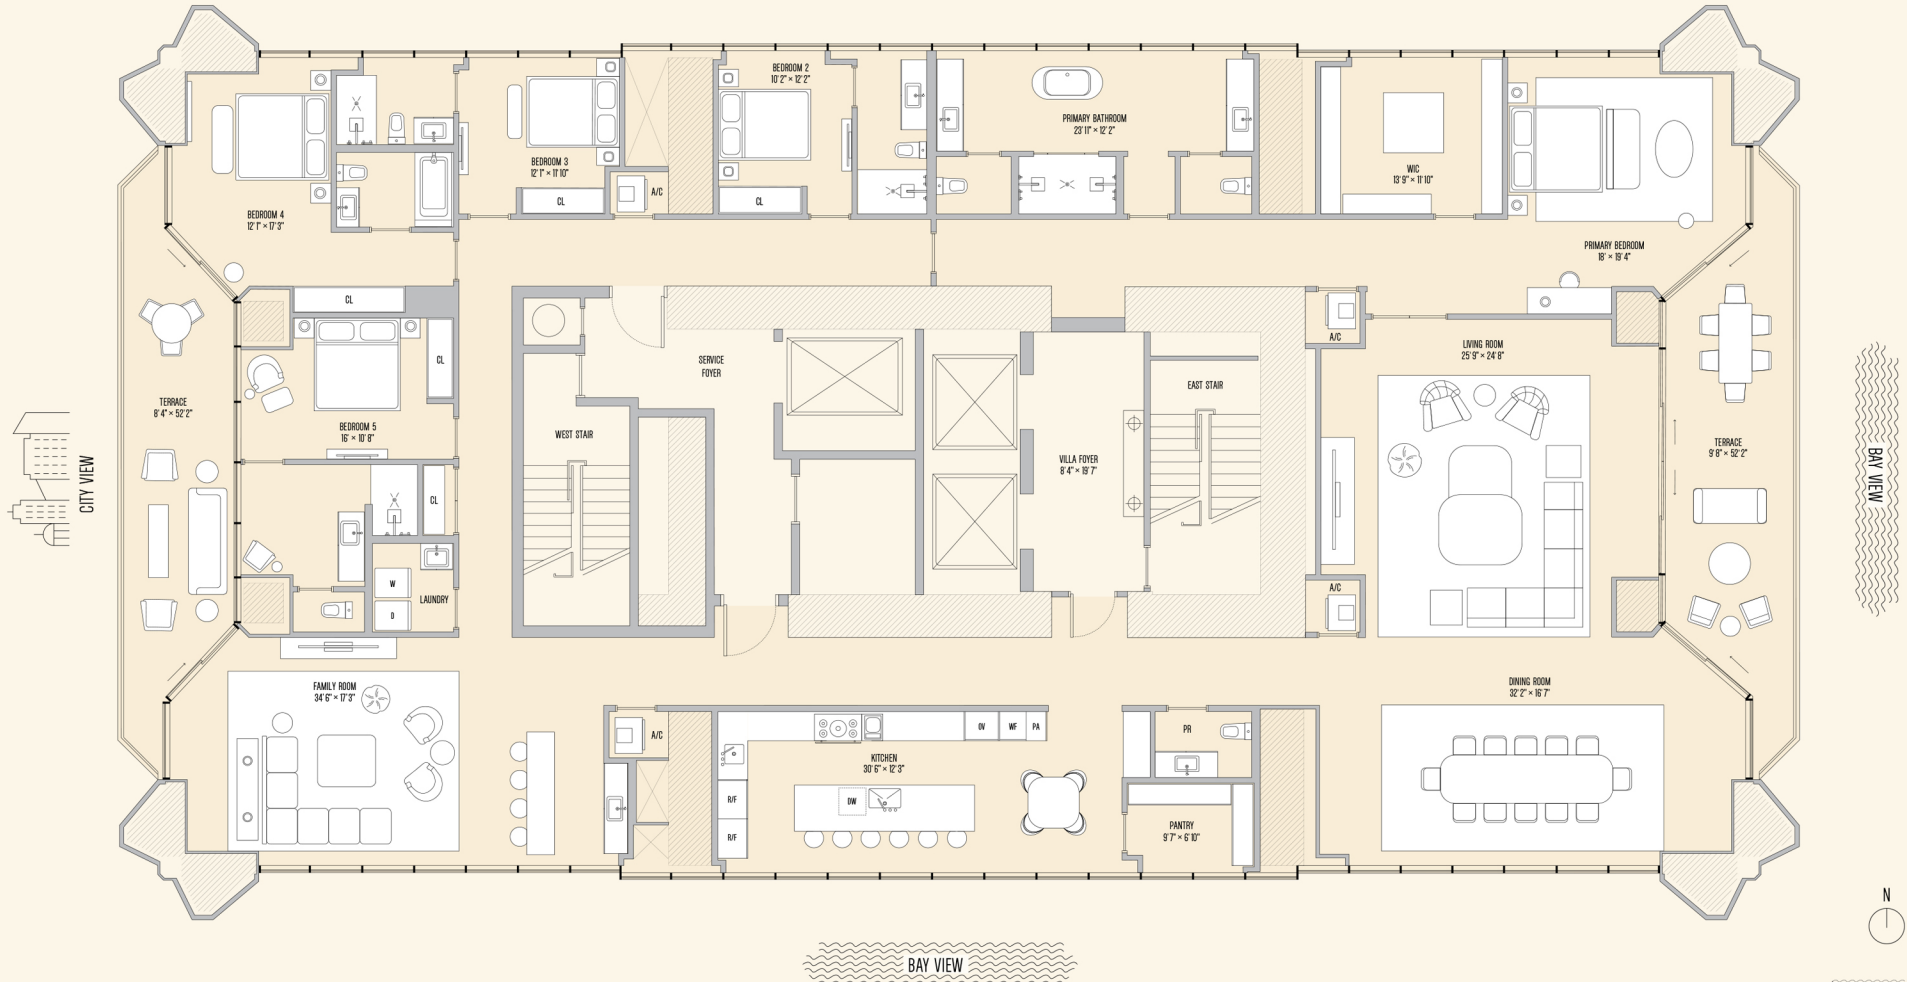 BEDROOM 2
10' 2" × 12' 2"
PRIMARY BATHROOM
23' 11" × 12' 2"
BEDROOM 3
12' 1" × 11' 10"
WIC
13' 9" × 11' 10"
A/C
CL
CL
BEDROOM 4
12' 1" × 17' 3"
PRIMARY BEDROOM
18' × 19' 4"
CL
A/C
LIVING ROOM
25' 9" × 24' 8"
SERVICE
FOYER
CL
EAST STAIR
TERRACE
8' 4" × 52' 2"
BEDROOM 5
16' × 10' 8"
WEST STAIR
TERRACE
9' 8" × 52' 2"
VILLA FOYER
8' 4" × 19' 7"
CITY VIEW
BAY VIEW
CL
W
A/C
LAUNDRY
D
FAMILY ROOM
34' 6" × 17' 3"
DINING ROOM
32' 2" × 16' 7"
A/C
OV
WF
PA
PR
KITCHEN
30' 6" × 12' 3"
R/F
DW
PANTRY
9' 7" × 6' 10"
R/F
N
BAY VIEW